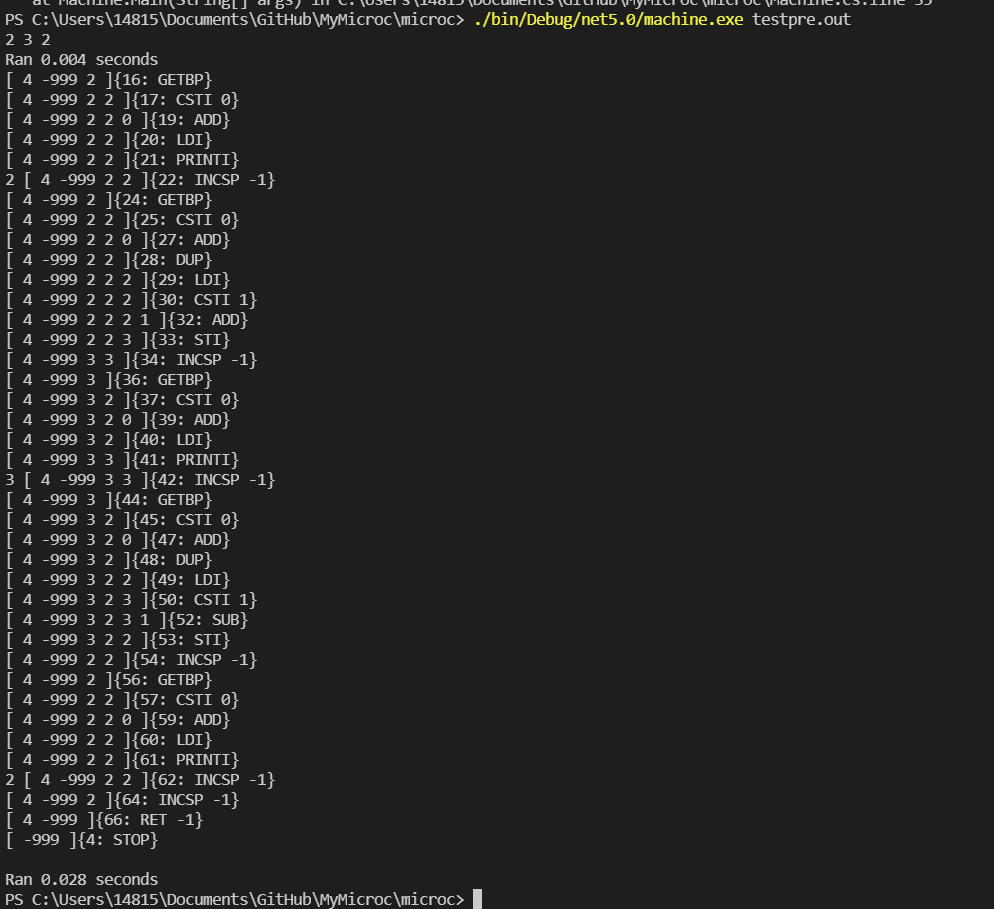 at Machine.Main(String[] args) in C:\Users\14815\Documents\GitHub\MyMicroc\microc\Machine.cs:line 35
PS C:\Users\14815\Documents\GitHub\MyMicroc\microc> ./bin/Debug/net5.0/machine.exe testpre.out
2 3 2
Ran 0.004 seconds
[ 4 -999 2 ]{16: GETBP}
[ 4 -999 2 2 ]{17: CSTI 0}
[ 4 -999 2 2 0 ]{19: ADD}
[ 4 -999 2 2 ]{20: LDI}
[ 4 -999 2 2 ]{21: PRINTI}
2 [ 4 -999 2 2 ]{22: INCSP -1}
[ 4 -999 2 ]{24: GETBP}
[ 4 -999 2 2 ]{25: CSTI 0}
[ 4 -999 2 2 0 ]{27: ADD}
[ 4 -999 2 2 ]{28: DUP}
[ 4 -999 2 2 2 ]{29: LDI}
[ 4 -999 2 2 2 ]{30: CSTI 1}
[ 4 -999 2 2 2 1 ]{32: ADD}
[ 4 -999 2 2 3 ]{33: STI}
[ 4 -999 3 3 ]{34: INCSP -1}
[ 4 -999 3 ]{36: GETBP}
[ 4 -999 3 2 ]{37: CSTI 0}
[ 4 -999 3 2 0 ]{39: ADD}
[ 4 -999 3 2 ]{40: LDI}
[ 4 -999 3 3 ]{41: PRINTI}
3 [ 4 -999 3 3 ]{42: INCSP -1}
[ 4 -999 3 ]{44: GETBP}
[ 4 -999 3 2 ]{45: CSTI 0}
[ 4 -999 3 2 0 ]{47: ADD}
[ 4 -999 3 2 ]{48: DUP}
[ 4 -999 3 2 2 ]{49: LDI}
[ 4 -999 3 2 3 ]{50: CSTI 1}
[ 4 -999 3 2 3 1 ]{52: SUB}
[ 4 -999 3 2 2 ]{53: STI}
[ 4 -999 2 2 ]{54: INCSP -1}
[ 4 -999 2 ]{56: GETBP}
[ 4 -999 2 2 ]{57: CSTI 0}
[ 4 -999 2 2 0 ]{59: ADD}
[ 4 -999 2 2 ]{60: LDI}
[ 4 -999 2 2 ]{61: PRINTI}
2 [ 4 -999 2 2 ]{62: INCSP -1}
[ 4 -999 2 ]{64: INCSP -1}
[ 4 -999 ]{66: RET -1}
[ -999 ]{4: STOP}
Ran 0.028 seconds
PS C:\Users\14815\Documents\GitHub\MyMicroc\microc>